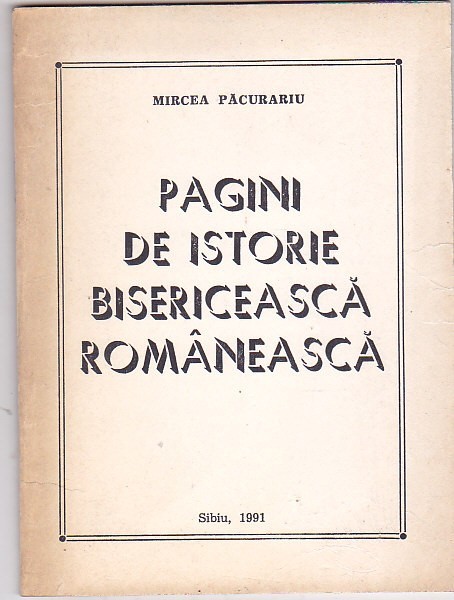 MIRCEA PĂCURARIU
PAGINI
DE ISTORIE
BISERICEASCĂ
ROMÂNEASCĂ
Sibiu, 1991